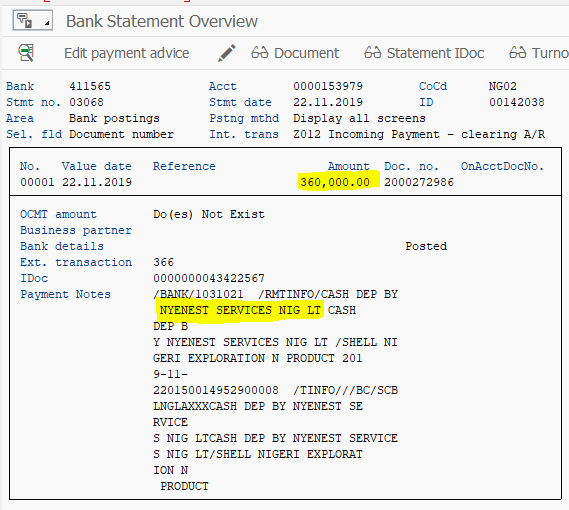 Bank Statement Overview
Edit payment advice Document Statement IDoc Turno
Bank 411565 Acct 0000153979 CoCd NG02
Stmt no. 03068 Stmt date 22.11.2019 ID 00142038
Area Bank postings Pstng mthd Display all screens
Sel. fld Document number Int. trans Z012 Incoming Payment - clearing A/R
No. Value date Reference Amount Doc. no. OnAcctDocNo.
00001 22.11.2019 360,000.00 2000272986
OCMT amount Do(es) Not Exist
Business partner
Bank details Posted
Ext. transaction 366
IDoc 0000000043422567
Payment Notes /BANK/1031021 /RMTINFO/CASH DEP BY
NYENEST SERVICES NIG LT CASH
DEP B
Y NYENEST SERVICES NIG LT /SHELL NI
GERI EXPLORATION N PRODUCT 201
9-11-
220150014952900008 /TINFO///BC/SCB
LNGLAXXXCASH DEP BY NYENEST SE
RVICE
S NIG LTCASH DEP BY NYENEST SERVICE
S NIG LT/SHELL NIGERI EXPLORAT
ION N
PRODUCT